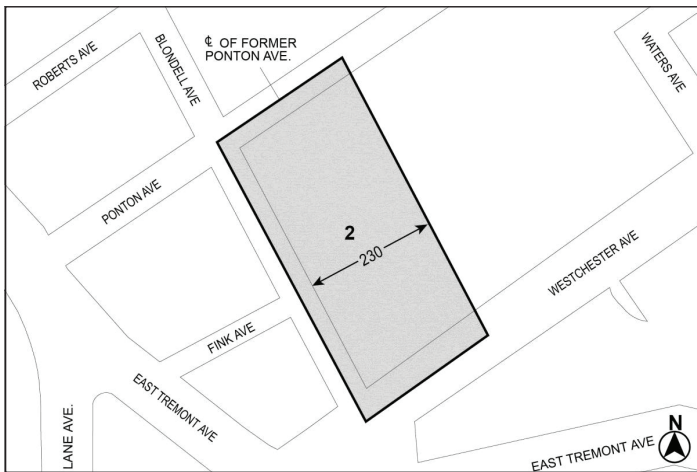 ROBERTS AVE
BLONDELL AVE
℄ OF FORMER
PONTON AVE.
WATERS AVE
PONTON AVE
2
230
WESTCHESTER AVE
FINK AVE
EAST TREMONT AVE
LANE AVE.
EAST TREMONT AVE
N